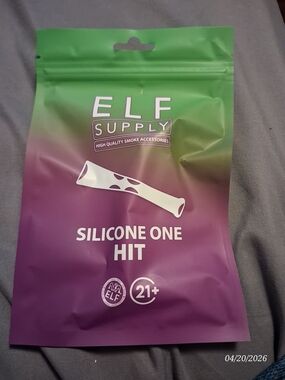 ELF
SUPPLY
HIGH QUALITY SMOKE ACCESSORIES
SILICONE ONE
HIT
ELF
21+
04/20/2026